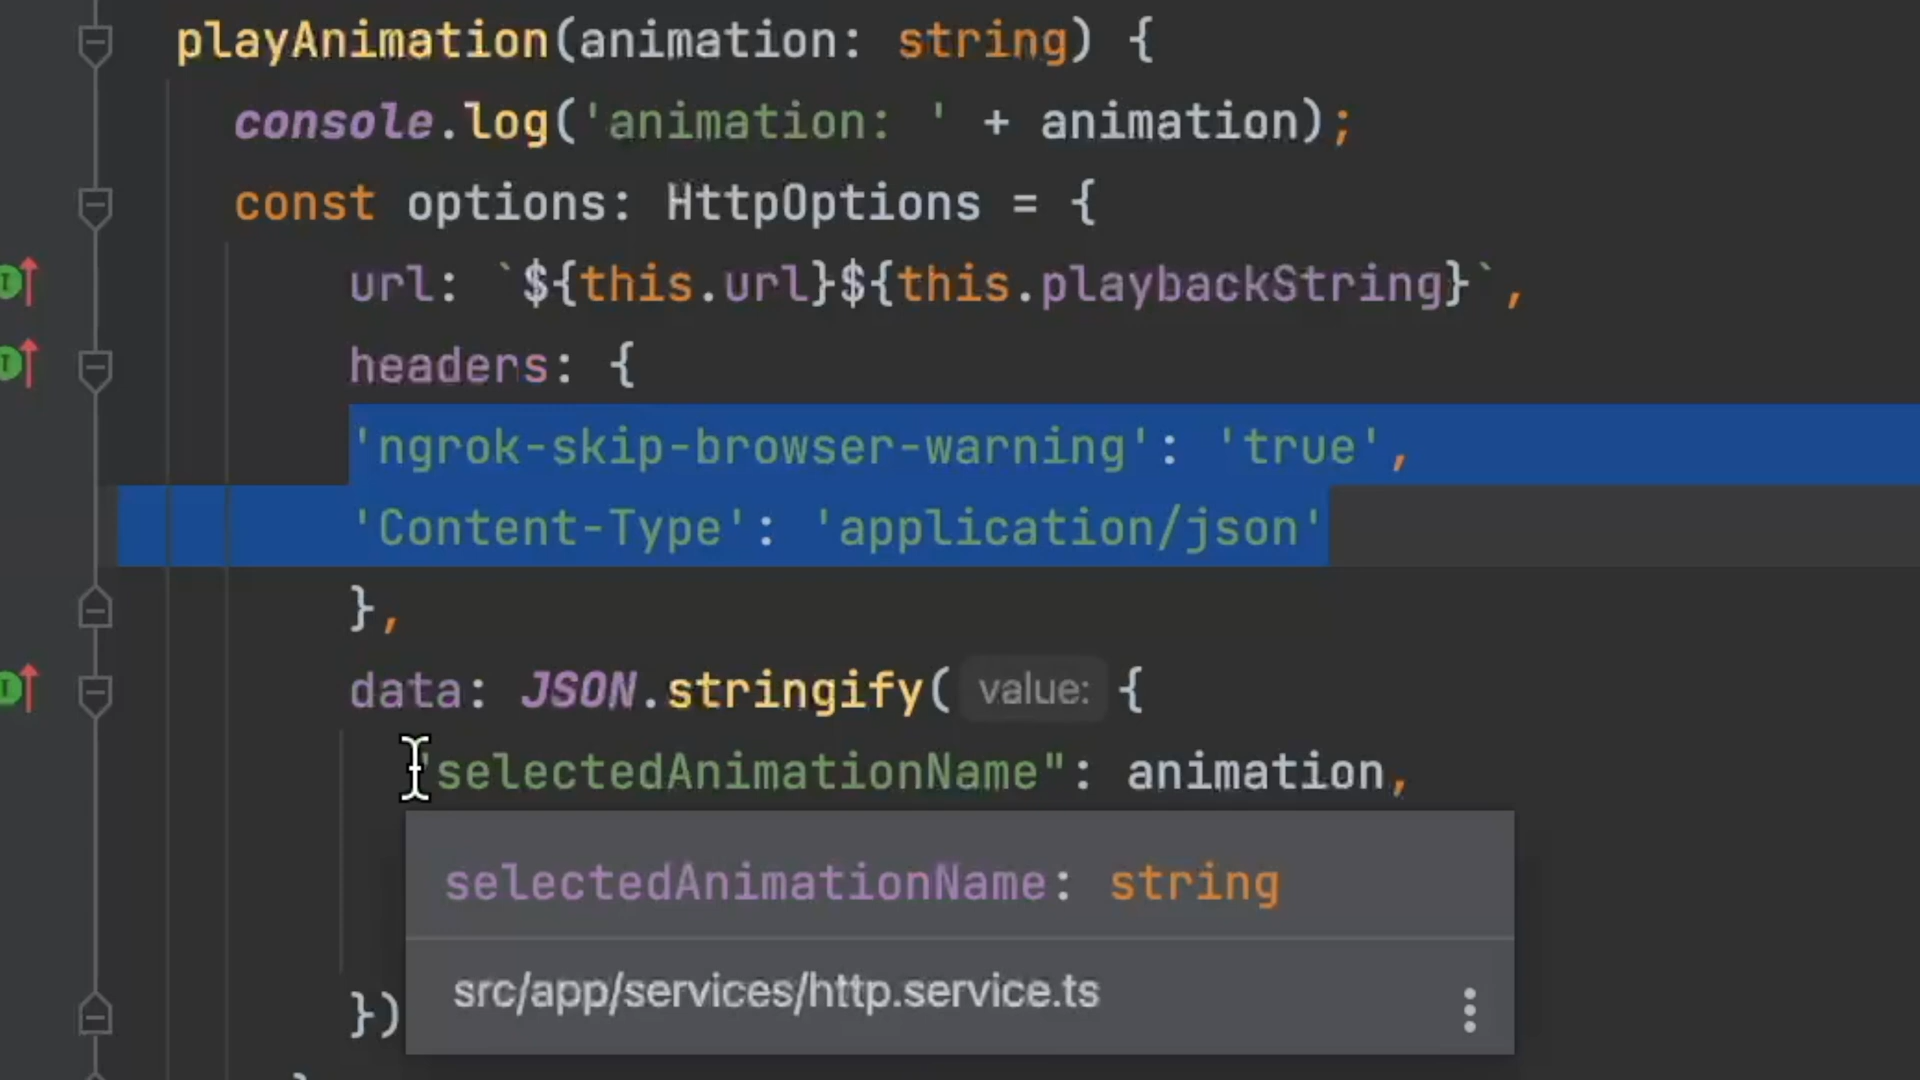 playAnimation(animation: string) {
console.log('animation: ' + animation);
const options: HttpOptions = {
url: `${this.url}${this.playbackString}`,
headers: {
'ngrok-skip-browser-warning': 'true',
'Content-Type': 'application/json'
},
data: JSON.stringify( value: {
"selectedAnimationName": animation,
selectedAnimationName: string
src/app/services/http.service.ts
})